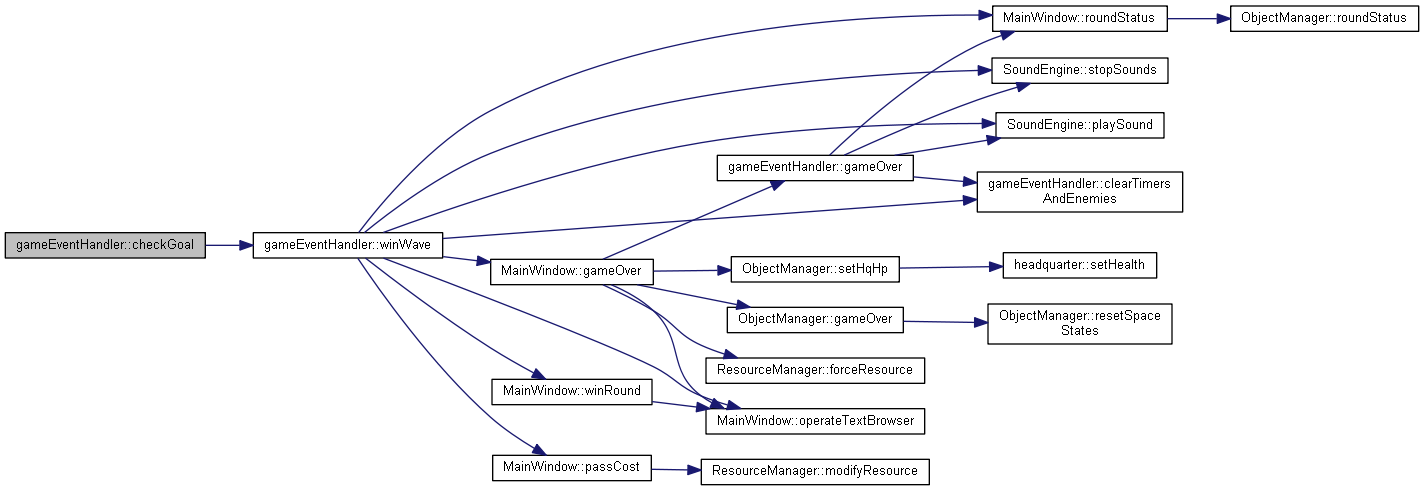 gameEventHandler::checkGoal
gameEventHandler::winWave
MainWindow::roundStatus
ObjectManager::roundStatus
SoundEngine::stopSounds
SoundEngine::playSound
gameEventHandler::gameOver
gameEventHandler::clearTimers
AndEnemies
MainWindow::gameOver
ObjectManager::setHqHp
headquarter::setHealth
ObjectManager::gameOver
ObjectManager::resetSpace
States
ResourceManager::forceResource
MainWindow::winRound
MainWindow::operateTextBrowser
MainWindow::passCost
ResourceManager::modifyResource